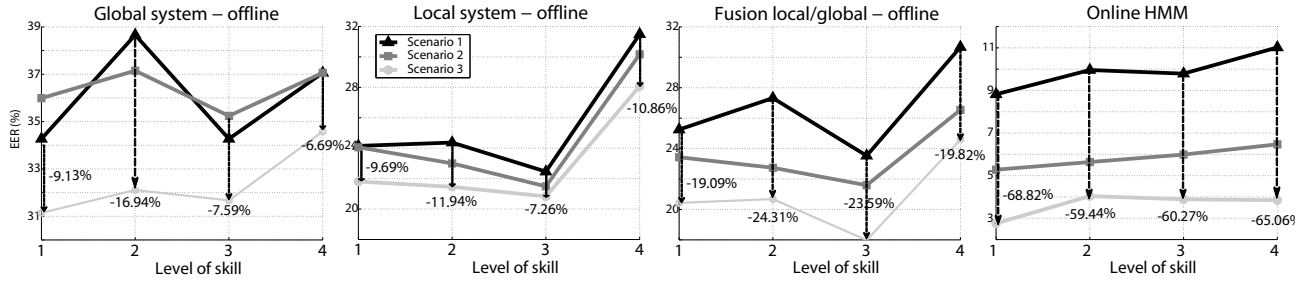 Global system – offline
EER (%)
39
37
35
33
31
-9.13%
-16.94%
-7.59%
-6.69%
1 2 3 4
Level of skill
Local system – offline
32
28
24
20
Scenario 1
Scenario 2
Scenario 3
-9.69%
-11.94%
-7.26%
-10.86%
1 2 3 4
Level of skill
Fusion local/global – offline
32
28
24
20
-19.09%
-24.31%
-23.59%
-19.82%
1 2 3 4
Level of skill
Online HMM
11
9
7
5
3
-68.82%
-59.44%
-60.27%
-65.06%
1 2 3 4
Level of skill